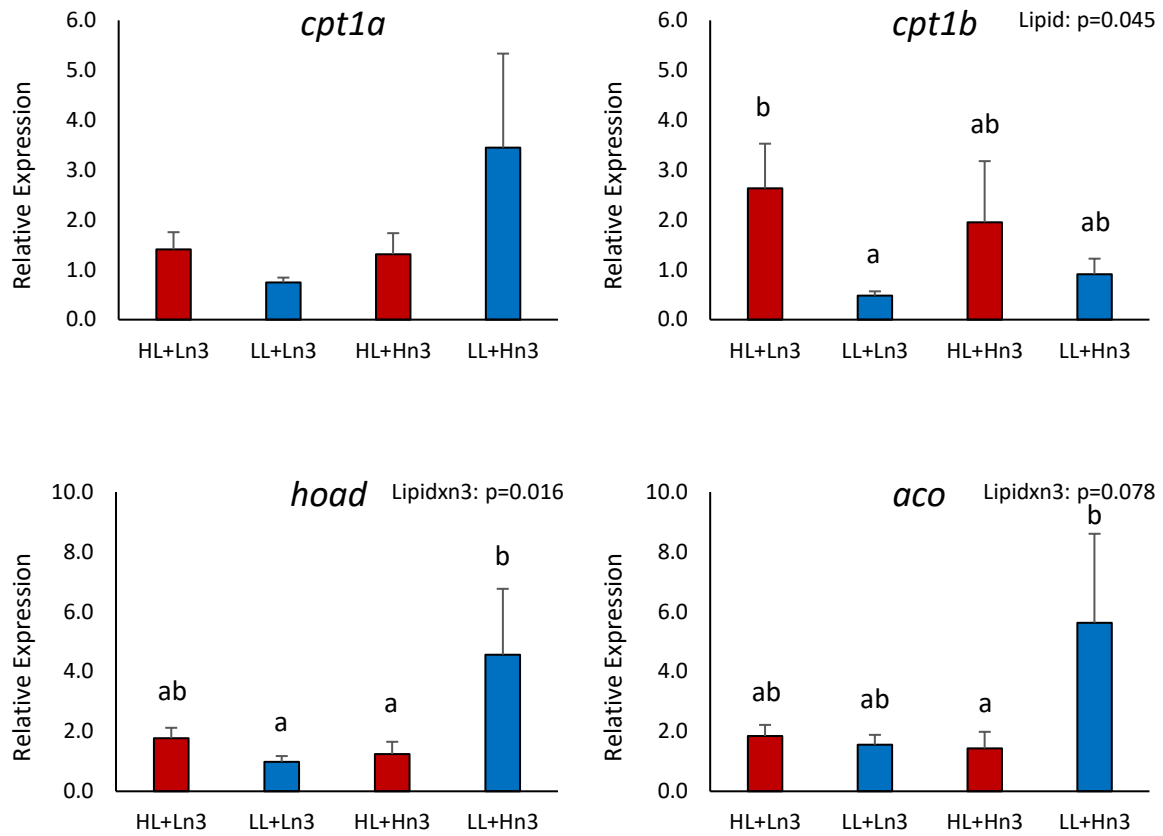 cpt1a
6.0
5.0
4.0
3.0
2.0
1.0
0.0
Relative Expression
HL+Ln3 LL+Ln3 HL+Hn3 LL+Hn3
cpt1b
Lipid: p=0.045
6.0
5.0
4.0
3.0
2.0
1.0
0.0
Relative Expression
b
a
ab
ab
HL+Ln3 LL+Ln3 HL+Hn3 LL+Hn3
hoad
Lipidxn3: p=0.016
10.0
8.0
6.0
4.0
2.0
0.0
Relative Expression
ab
a
a
b
HL+Ln3 LL+Ln3 HL+Hn3 LL+Hn3
aco
Lipidxn3: p=0.078
10.0
8.0
6.0
4.0
2.0
0.0
Relative Expression
ab
ab
a
b
HL+Ln3 LL+Ln3 HL+Hn3 LL+Hn3